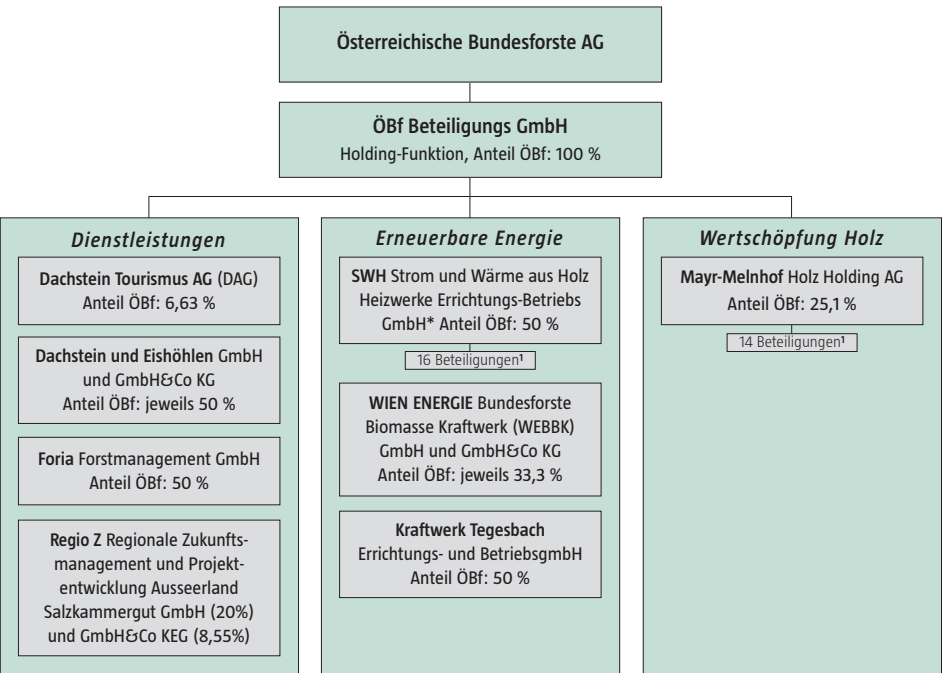 Österreichische Bundesforste AG
ÖBf Beteiligungs GmbH
Holding-Funktion, Anteil ÖBf: 100 %
Dienstleistungen
Dachstein Tourismus AG (DAG)
Anteil ÖBf: 6,63 %
Dachstein und Eishöhlen GmbH
und GmbH&Co KG
Anteil ÖBf: jeweils 50 %
Foria Forstmanagement GmbH
Anteil ÖBf: 50 %
Regio Z Regionale Zukunfts-
management und Projekt-
entwicklung Ausseerland
Salzkammergut GmbH (20%)
und GmbH&Co KEG (8,55%)
Erneuerbare Energie
SWH Strom und Wärme aus Holz
Heizwerke Errichtungs-Betriebs
GmbH* Anteil ÖBf: 50 %
16 Beteiligungen¹
WIEN ENERGIE Bundesforste
Biomasse Kraftwerk (WEBBK)
GmbH und GmbH&Co KG
Anteil ÖBf: jeweils 33,3 %
Kraftwerk Tegesbach
Errichtungs- und BetriebsgmbH
Anteil ÖBf: 50 %
Wertschöpfung Holz
Mayr-Melnhof Holz Holding AG
Anteil ÖBf: 25,1 %
14 Beteiligungen¹